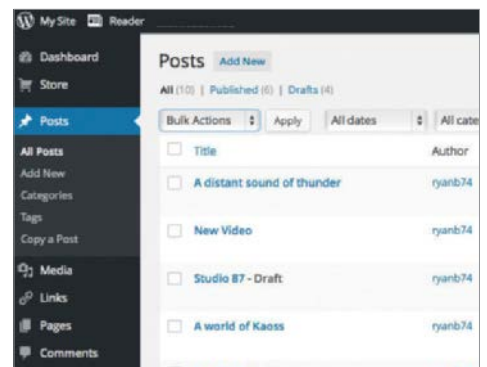 My Site Reader
Dashboard
Store
Posts
All Posts
Add New
Categories
Tags
Copy a Post
Media
Links
Pages
Comments
Posts Add New
All (10) | Published (6) | Drafts (4)
Bulk Actions Apply All dates All cate
Title Author
A distant sound of thunder ryanb74
New Video ryanb74
Studio 87 - Draft
A world of Kaoss ryanb74